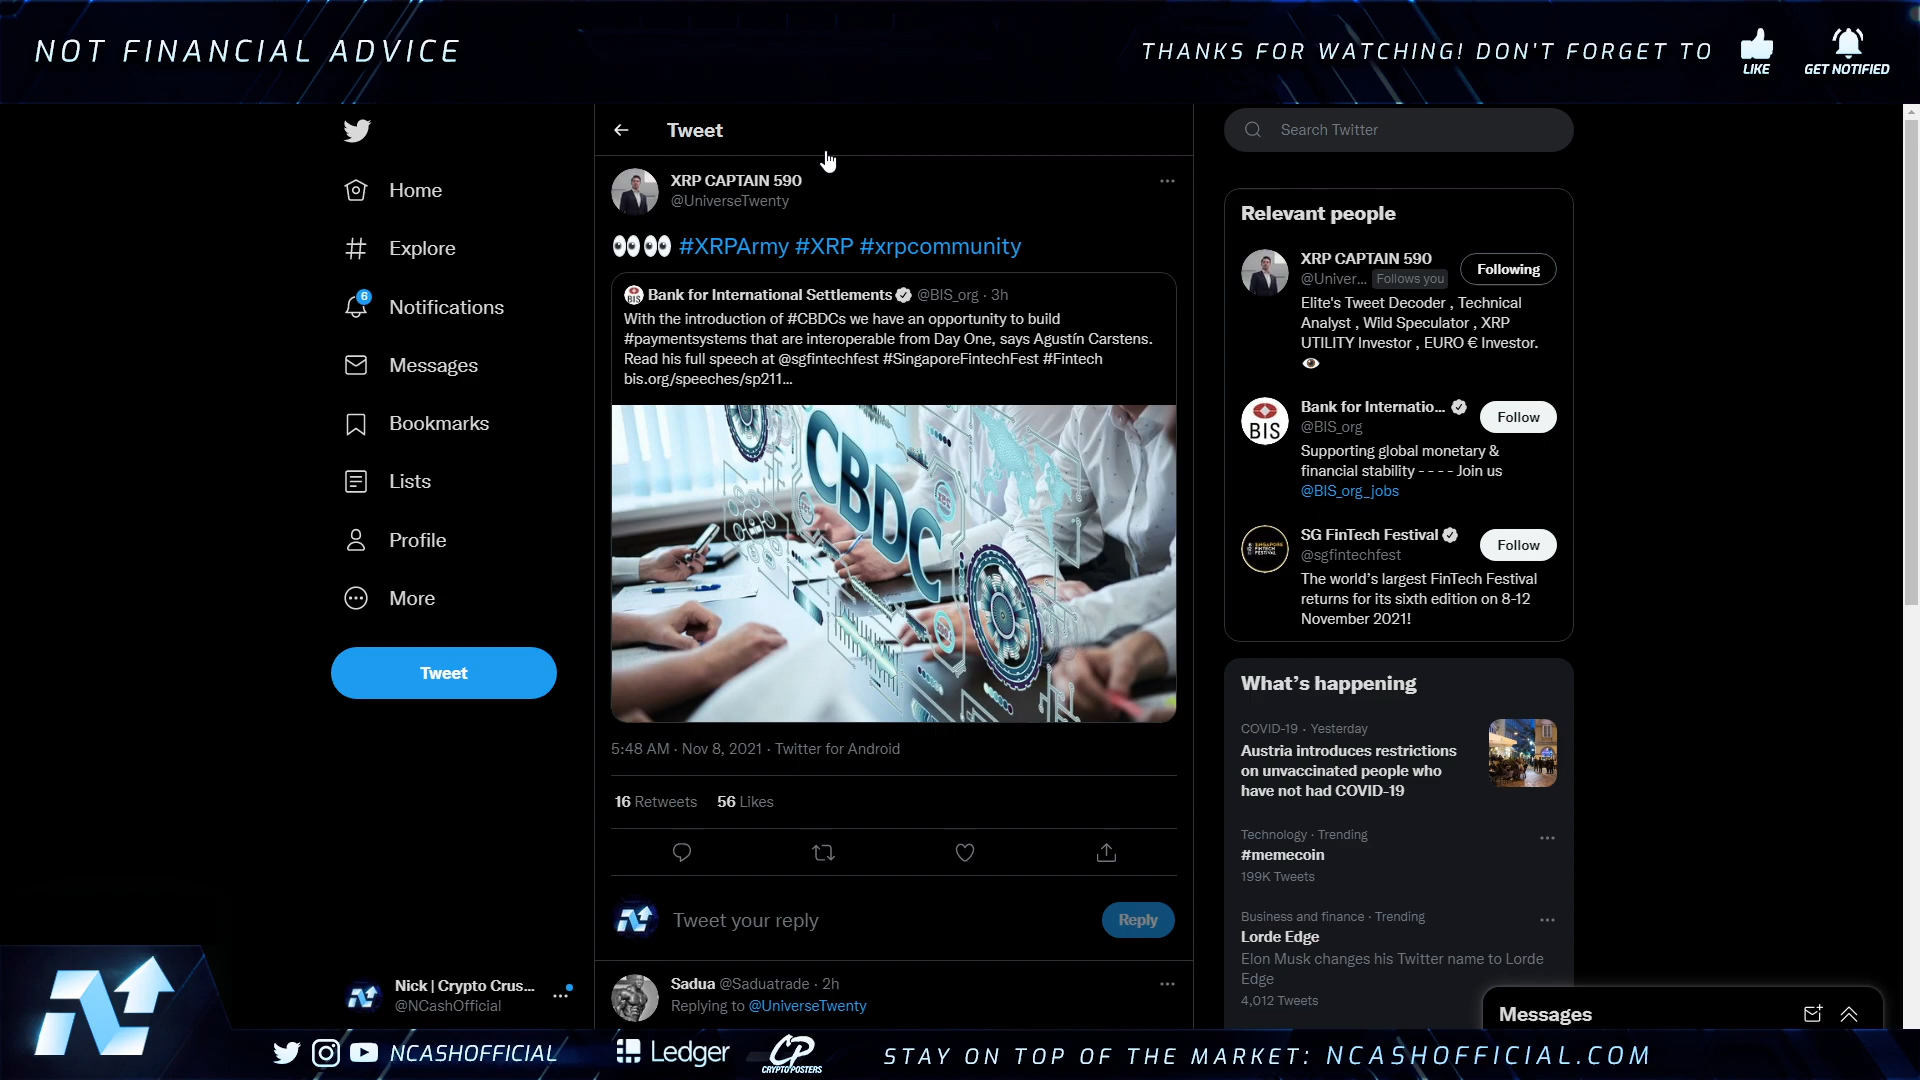 NOT FINANCIAL ADVICE
THANKS FOR WATCHING! DON'T FORGET TO
LIKE
GET NOTIFIED
Home
Explore
6
Notifications
Messages
Bookmarks
Lists
Profile
More
Tweet
Nick | Crypto Crus...
@NCashOfficial
Tweet
XRP CAPTAIN 590
@UniverseTwenty
👀👀 #XRPArmy #XRP #xrpcommunity
BIS Bank for International Settlements @BIS_org · 3h
With the introduction of #CBDCs we have an opportunity to build
#paymentsystems that are interoperable from Day One, says Agustín Carstens.
Read his full speech at @sgfintechfest #SingaporeFintechFest #Fintech
bis.org/speeches/sp211...
CBDC
5:48 AM · Nov 8, 2021 · Twitter for Android
16 Retweets 56 Likes
Tweet your reply
Reply
Sadua @Saduatrade · 2h
Replying to @UniverseTwenty
Search Twitter
Relevant people
XRP CAPTAIN 590
@Univer... Follows you
Following
Elite's Tweet Decoder , Technical
Analyst , Wild Speculator , XRP
UTILITY Investor , EURO € Investor.
👁
BIS
Bank for Internatio...
@BIS_org
Follow
Supporting global monetary &
financial stability - - - - Join us
@BIS_org_jobs
SINGAPORE FINTECH FESTIVAL
SG FinTech Festival
@sgfintechfest
Follow
The world's largest FinTech Festival
returns for its sixth edition on 8-12
November 2021!
What's happening
COVID-19 · Yesterday
Austria introduces restrictions
on unvaccinated people who
have not had COVID-19
Technology · Trending
#memecoin
199K Tweets
Business and finance · Trending
Lorde Edge
Elon Musk changes his Twitter name to Lorde
Edge
4,012 Tweets
Messages
NCASHOFFICIAL
Ledger
CP
CRYPTOPOSTERS
STAY ON TOP OF THE MARKET: NCASHOFFICIAL.COM